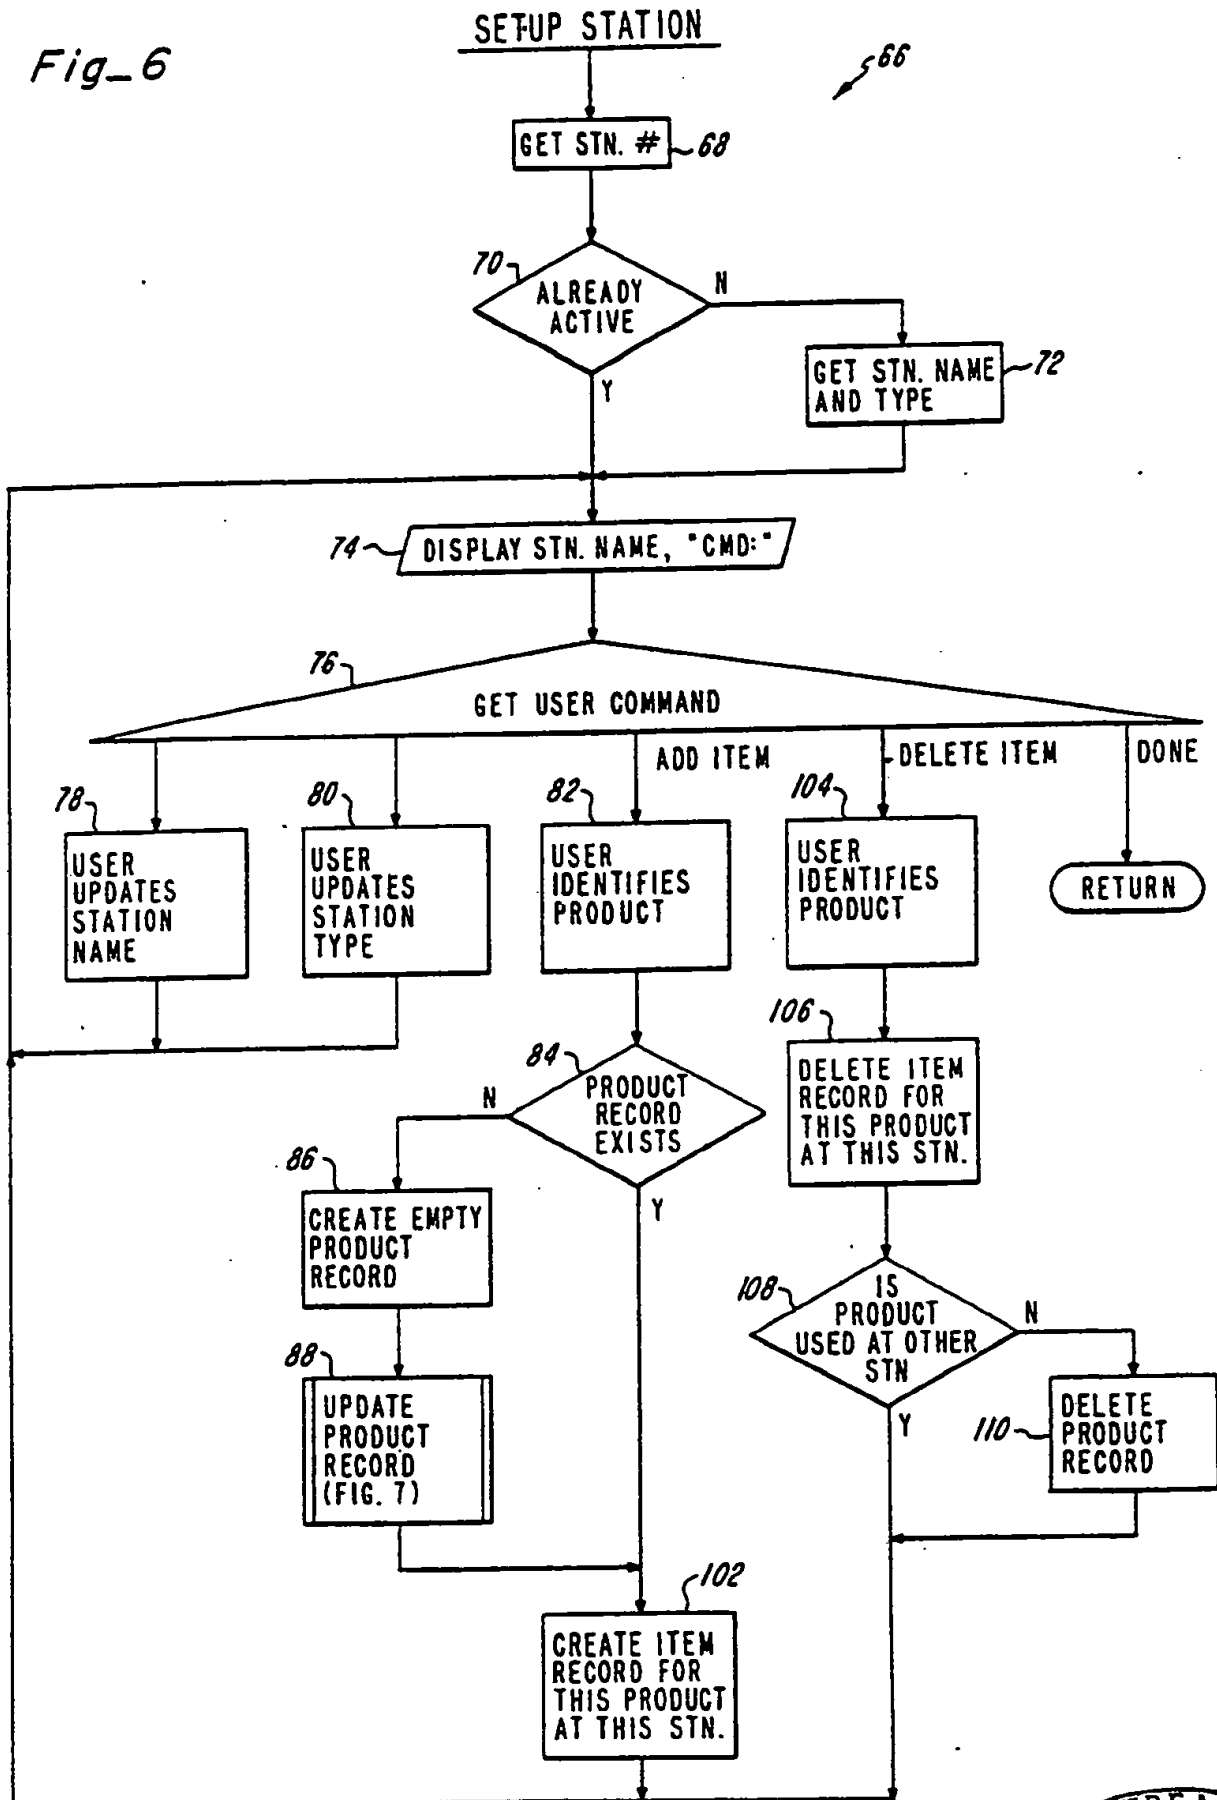 SET-UP STATION
Fig_6
66
GET STN. #
68
70
ALREADY
ACTIVE
N
Y
GET STN. NAME
AND TYPE
72
74
DISPLAY STN. NAME, "CMD:"
76
GET USER COMMAND
ADD ITEM
DELETE ITEM
DONE
78
USER
UPDATES
STATION
NAME
80
USER
UPDATES
STATION
TYPE
82
USER
IDENTIFIES
PRODUCT
104
USER
IDENTIFIES
PRODUCT
RETURN
84
PRODUCT
RECORD
EXISTS
N
Y
106
DELETE ITEM
RECORD FOR
THIS PRODUCT
AT THIS STN.
86
CREATE EMPTY
PRODUCT
RECORD
108
IS
PRODUCT
USED AT OTHER
STN
N
Y
88
UPDATE
PRODUCT
RECORD
(FIG. 7)
110
DELETE
PRODUCT
RECORD
102
CREATE ITEM
RECORD FOR
THIS PRODUCT
AT THIS STN.